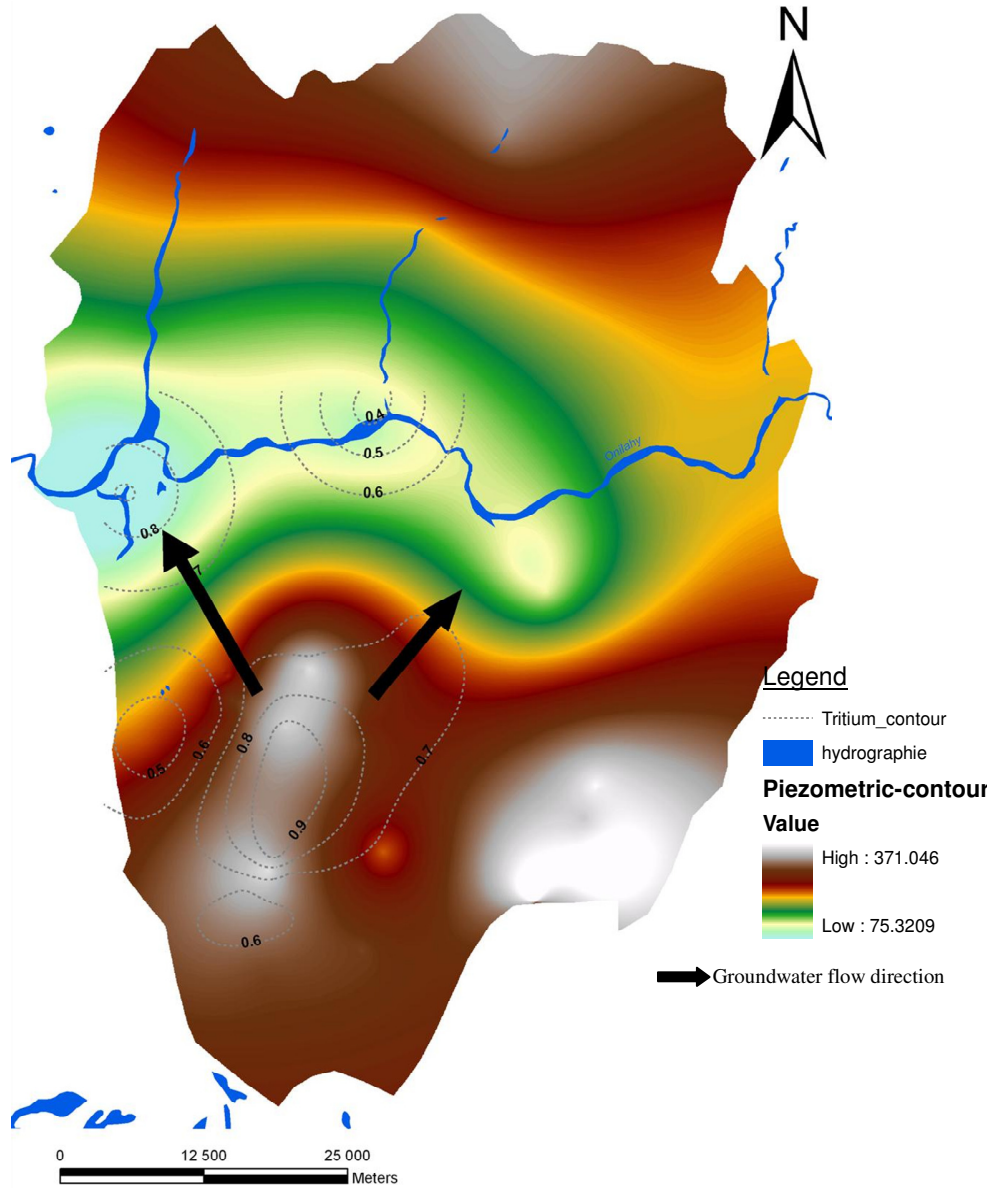 N
0.4
0.5
0.6
Onilahy
0.8
7
0.6
0.8
0.7
0.5
0.9
0.6
Legend
Tritium_contour
hydrographie
Piezometric-contour
Value
High : 371.046
Low : 75.3209
Groundwater flow direction
0 12 500 25 000
Meters